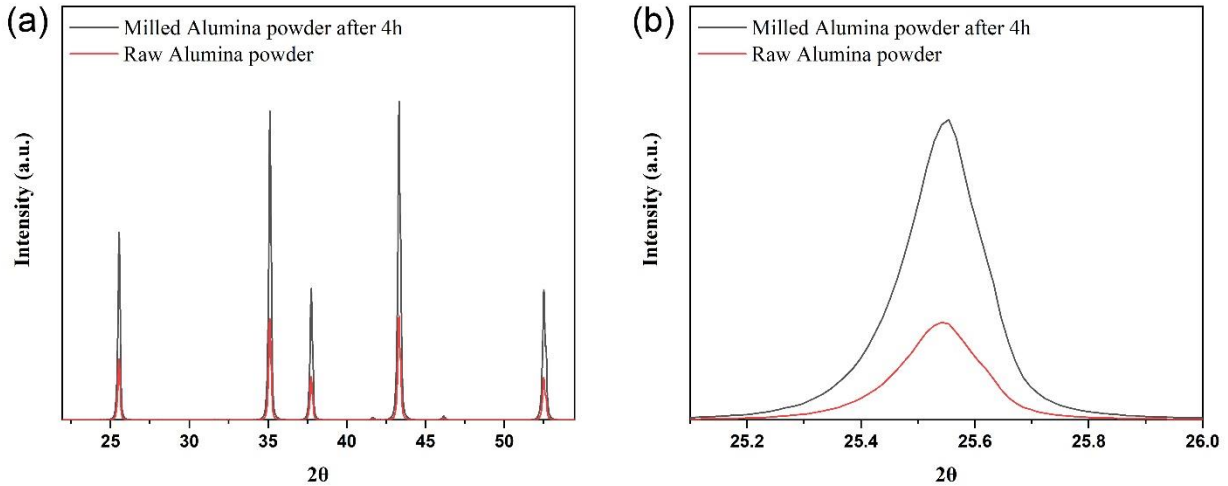 (a)
Milled Alumina powder after 4h
Raw Alumina powder
Intensity (a.u.)
25 30 35 40 45 50
2θ
(b)
Milled Alumina powder after 4h
Raw Alumina powder
Intensity (a.u.)
25.2 25.4 25.6 25.8 26.0
2θ